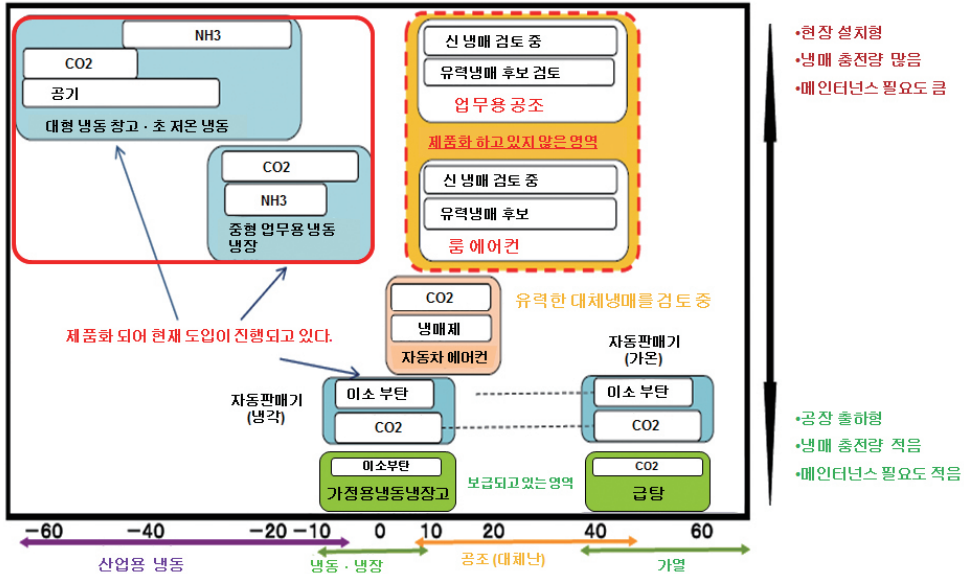 NH3
CO2
공기
대형 냉동 창고 · 초 저온 냉동
CO2
NH3
중형 업무용 냉동
냉장
신 냉매 검토 중
유력냉매 후보 검토
업무용 공조
제품화 하고 있지 않은 영역
신 냉매 검토 중
유력냉매 후보
룸 에어컨
•현장 설치형
•냉매 충전량 많음
•메인터넌스 필요도 큼
CO2
냉매제
자동차 에어컨
유력한 대체냉매를 검토 중
제품화 되어 현재 도입이 진행되고 있다.
자동판매기
(냉각)
이소 부탄
CO2
자동판매기
(가온)
이소 부탄
CO2
이소부탄
가정용냉동냉장고
보급되고 있는 영역
CO2
급탕
•공장 출하형
•냉매 충전량 적음
•메인터넌스 필요도 적음
−60 −40 −20 −10 0 10 20 40 60
산업용 냉동
냉동 · 냉장
공조 (대체난)
가열